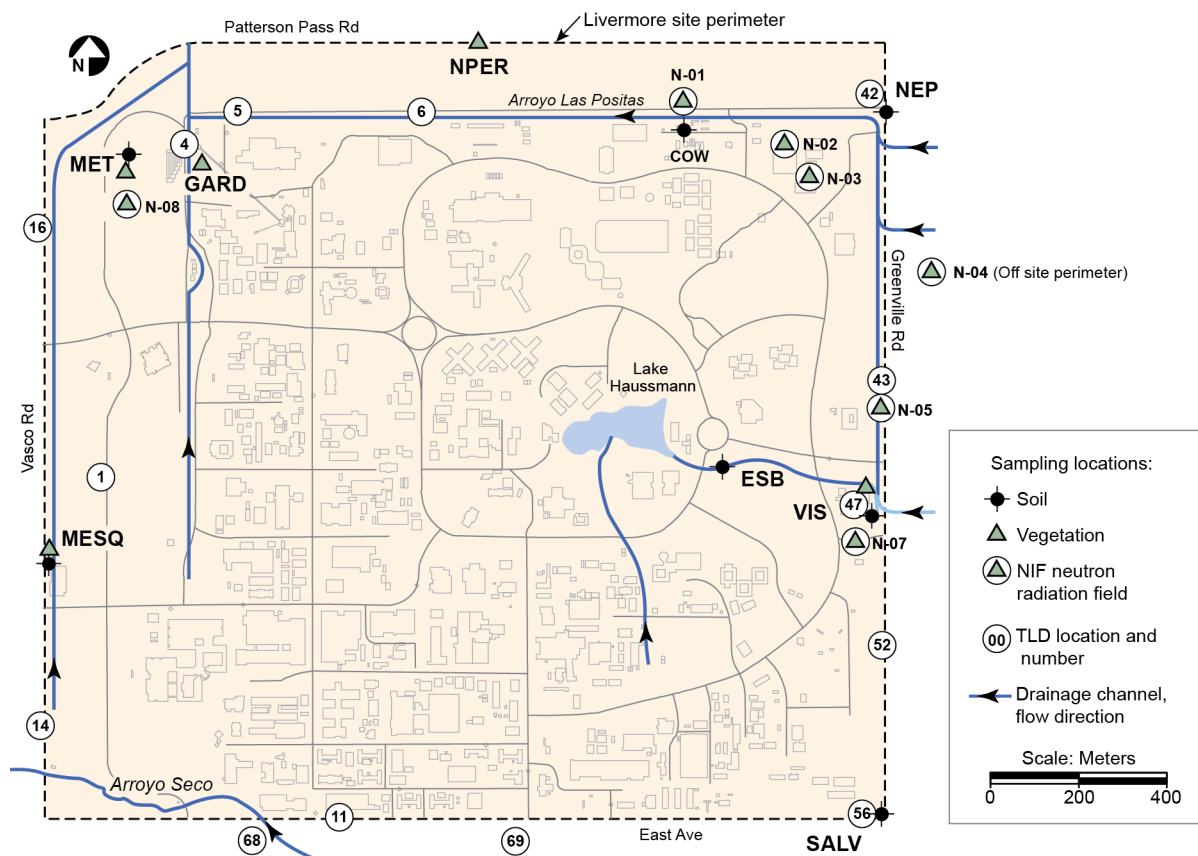 Patterson Pass Rd
Livermore site perimeter
N
NPER
N-01
42
NEP
5
6
Arroyo Las Positas
4
COW
N-02
MET
GARD
N-03
N-08
16
N-04 (Off site perimeter)
Greenville Rd
Lake
Haussmann
43
N-05
Vasco Rd
1
ESB
47
VIS
N-07
MESQ
52
14
Arroyo Seco
11
56
68
69
East Ave
SALV
Sampling locations:
Soil
Vegetation
NIF neutron
radiation field
00
TLD location and
number
Drainage channel,
flow direction
Scale: Meters
0 200 400